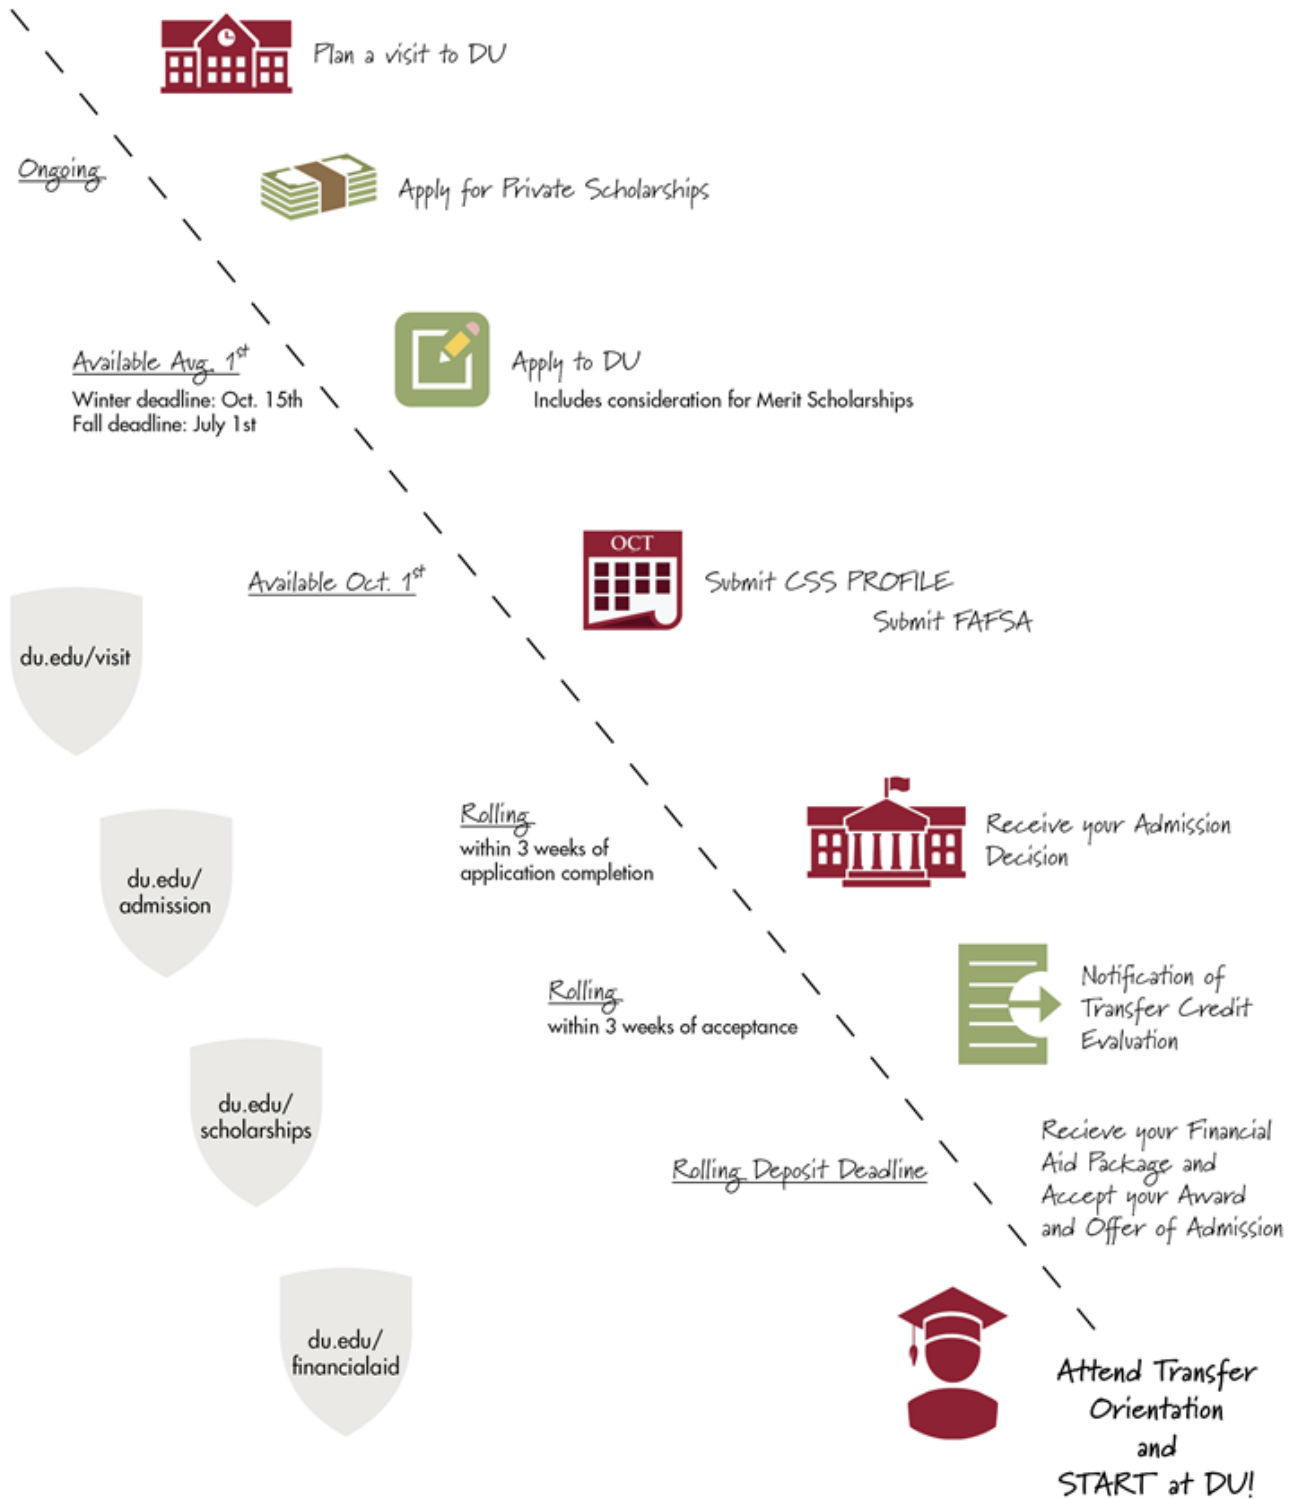 Plan a visit to DU
Ongoing
Apply for Private Scholarships
Available Aug. 1st
Winter deadline: Oct. 15th
Fall deadline: July 1st
Apply to DU
Includes consideration for Merit Scholarships
OCT
Available Oct. 1st
Submit CSS PROFILE
Submit FAFSA
du.edu/visit
Rolling
within 3 weeks of
application completion
Receive your Admission
Decision
du.edu/
admission
Rolling
within 3 weeks of acceptance
Notification of
Transfer Credit
Evaluation
du.edu/
scholarships
Rolling Deposit Deadline
Recieve your Financial
Aid Package and
Accept your Award
and Offer of Admission
du.edu/
financialaid
Attend Transfer
Orientation
and
START at DU!